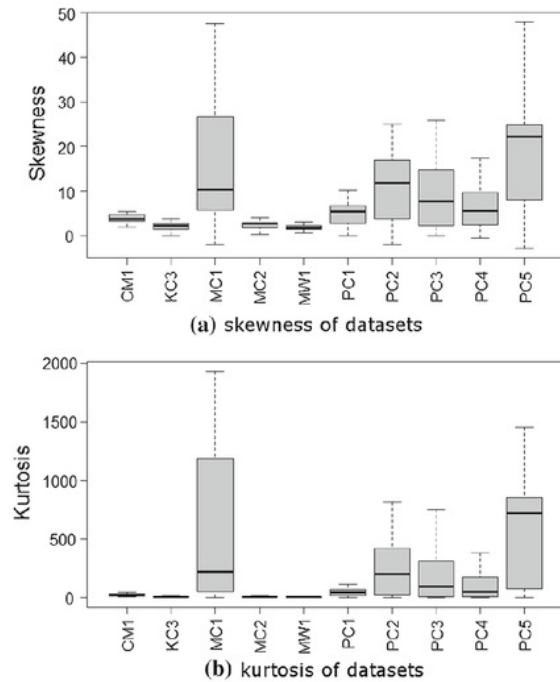 50
40
30
20
10
0
Skewness
CM1 KC3 MC1 MC2 MW1 PC1 PC2 PC3 PC4 PC5
(a) skewness of datasets
2000
1500
1000
500
0
Kurtosis
CM1 KC3 MC1 MC2 MW1 PC1 PC2 PC3 PC4 PC5
(b) kurtosis of datasets